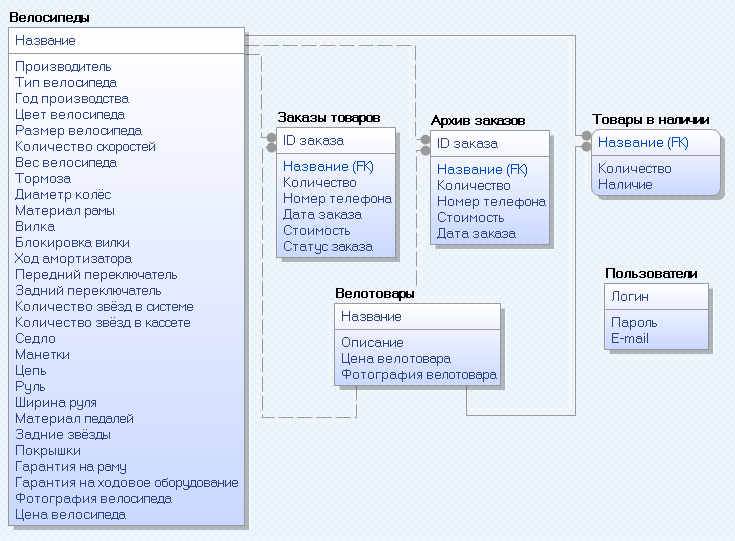 Велосипеды
Название
Производитель
Тип велосипеда
Год производства
Цвет велосипеда
Размер велосипеда
Количество скоростей
Вес велосипеда
Тормоза
Диаметр колёс
Материал рамы
Вилка
Блокировка вилки
Ход амортизатора
Передний переключатель
Задний переключатель
Количество звёзд в системе
Количество звёзд в кассете
Седло
Манетки
Цепь
Руль
Ширина руля
Материал педалей
Задние звёзды
Покрышки
Гарантия на раму
Гарантия на ходовое оборудование
Фотография велосипеда
Цена велосипеда
Заказы товаров
ID заказа
Название (FK)
Количество
Номер телефона
Дата заказа
Стоимость
Статус заказа
Архив заказов
ID заказа
Название (FK)
Количество
Номер телефона
Стоимость
Дата заказа
Товары в наличии
Название (FK)
Количество
Наличие
Велотовары
Название
Описание
Цена велотовара
Фотография велотовара
Пользователи
Логин
Пароль
E-mail